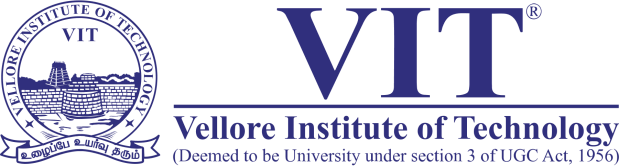 VELLORE INSTITUTE OF TECHNOLOGY
VIT
உழைப்பே உயர்வு தரும்
VIT®
Vellore Institute of Technology
(Deemed to be University under section 3 of UGC Act, 1956)